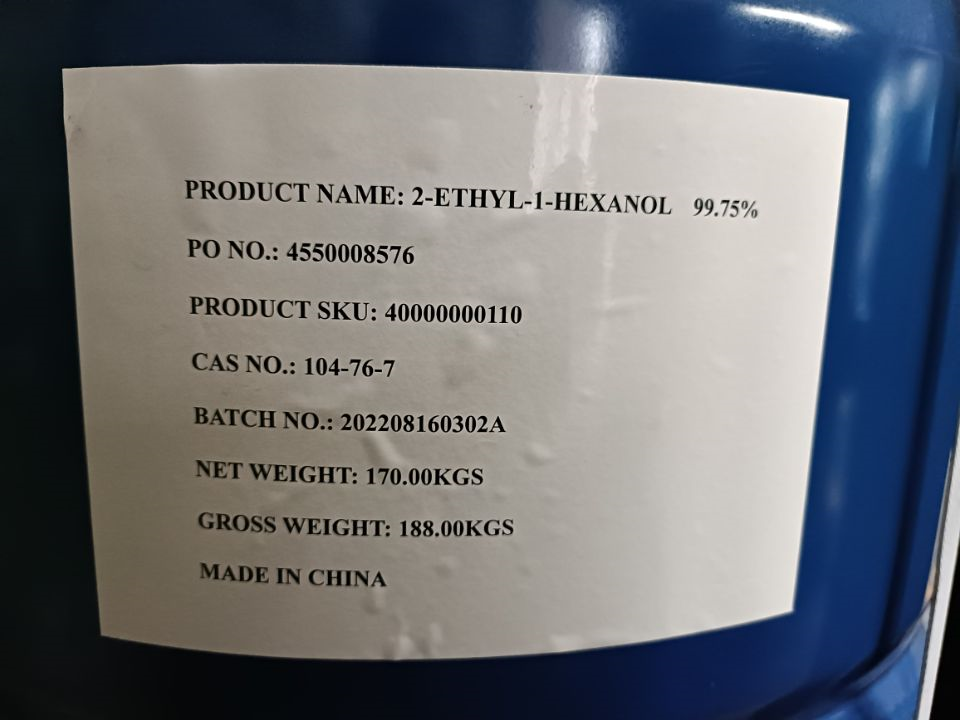 PRODUCT NAME: 2-ETHYL-1-HEXANOL 99.75%
PO NO.: 4550008576
PRODUCT SKU: 40000000110
CAS NO.: 104-76-7
BATCH NO.: 202208160302A
NET WEIGHT: 170.00KGS
GROSS WEIGHT: 188.00KGS
MADE IN CHINA